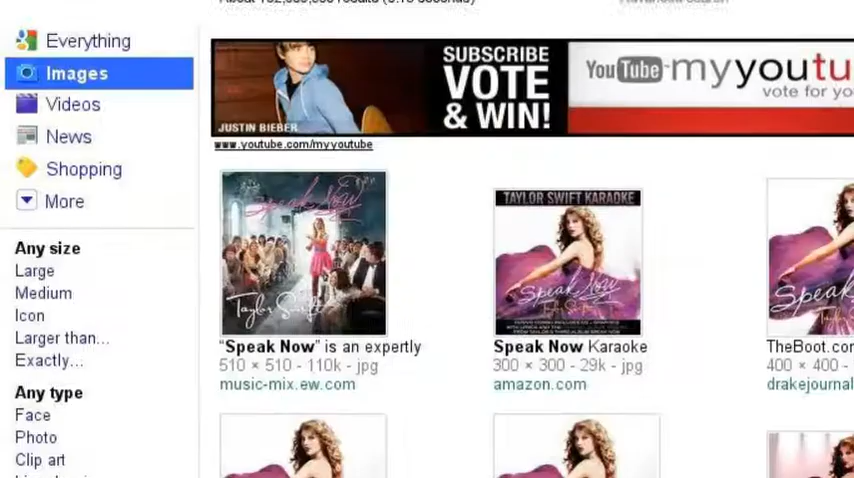 Everything
Images
Videos
News
Shopping
More
Any size
Large
Medium
Icon
Larger than...
Exactly...
Any type
Face
Photo
Clip art
SUBSCRIBE
VOTE
& WIN!
JUSTIN BIEBER
YouTube myyoutu
vote for yo
www.youtube.com/myyoutube
Speak Now
Taylor Swift
TAYLOR SWIFT KARAOKE
Speak Now
Speak
“Speak Now” is an expertly
510 × 510 - 110k - jpg
music-mix.ew.com
Speak Now Karaoke
300 × 300 - 29k - jpg
amazon.com
TheBoot.co
400 × 400 -
drakejournal